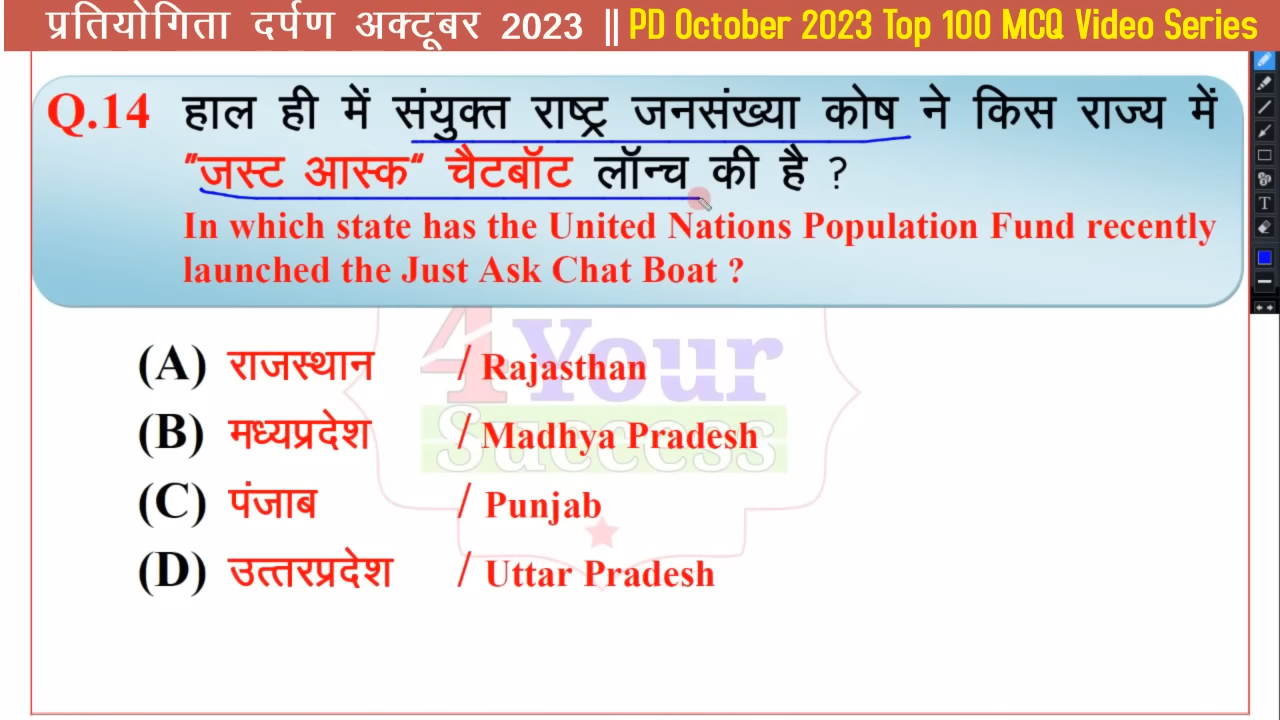 प्रतियोगिता दर्पण अक्टूबर 2023 || PD October 2023 Top 100 MCQ Video Series
Q.14 हाल ही में संयुक्त राष्ट्र जनसंख्या कोष ने किस राज्य में
"जस्ट आस्क" चैटबॉट लॉन्च की है ?
In which state has the United Nations Population Fund recently
launched the Just Ask Chat Boat ?
4Your
Success
(A) राजस्थान / Rajasthan
(B) मध्यप्रदेश / Madhya Pradesh
(C) पंजाब / Punjab
(D) उत्तरप्रदेश / Uttar Pradesh